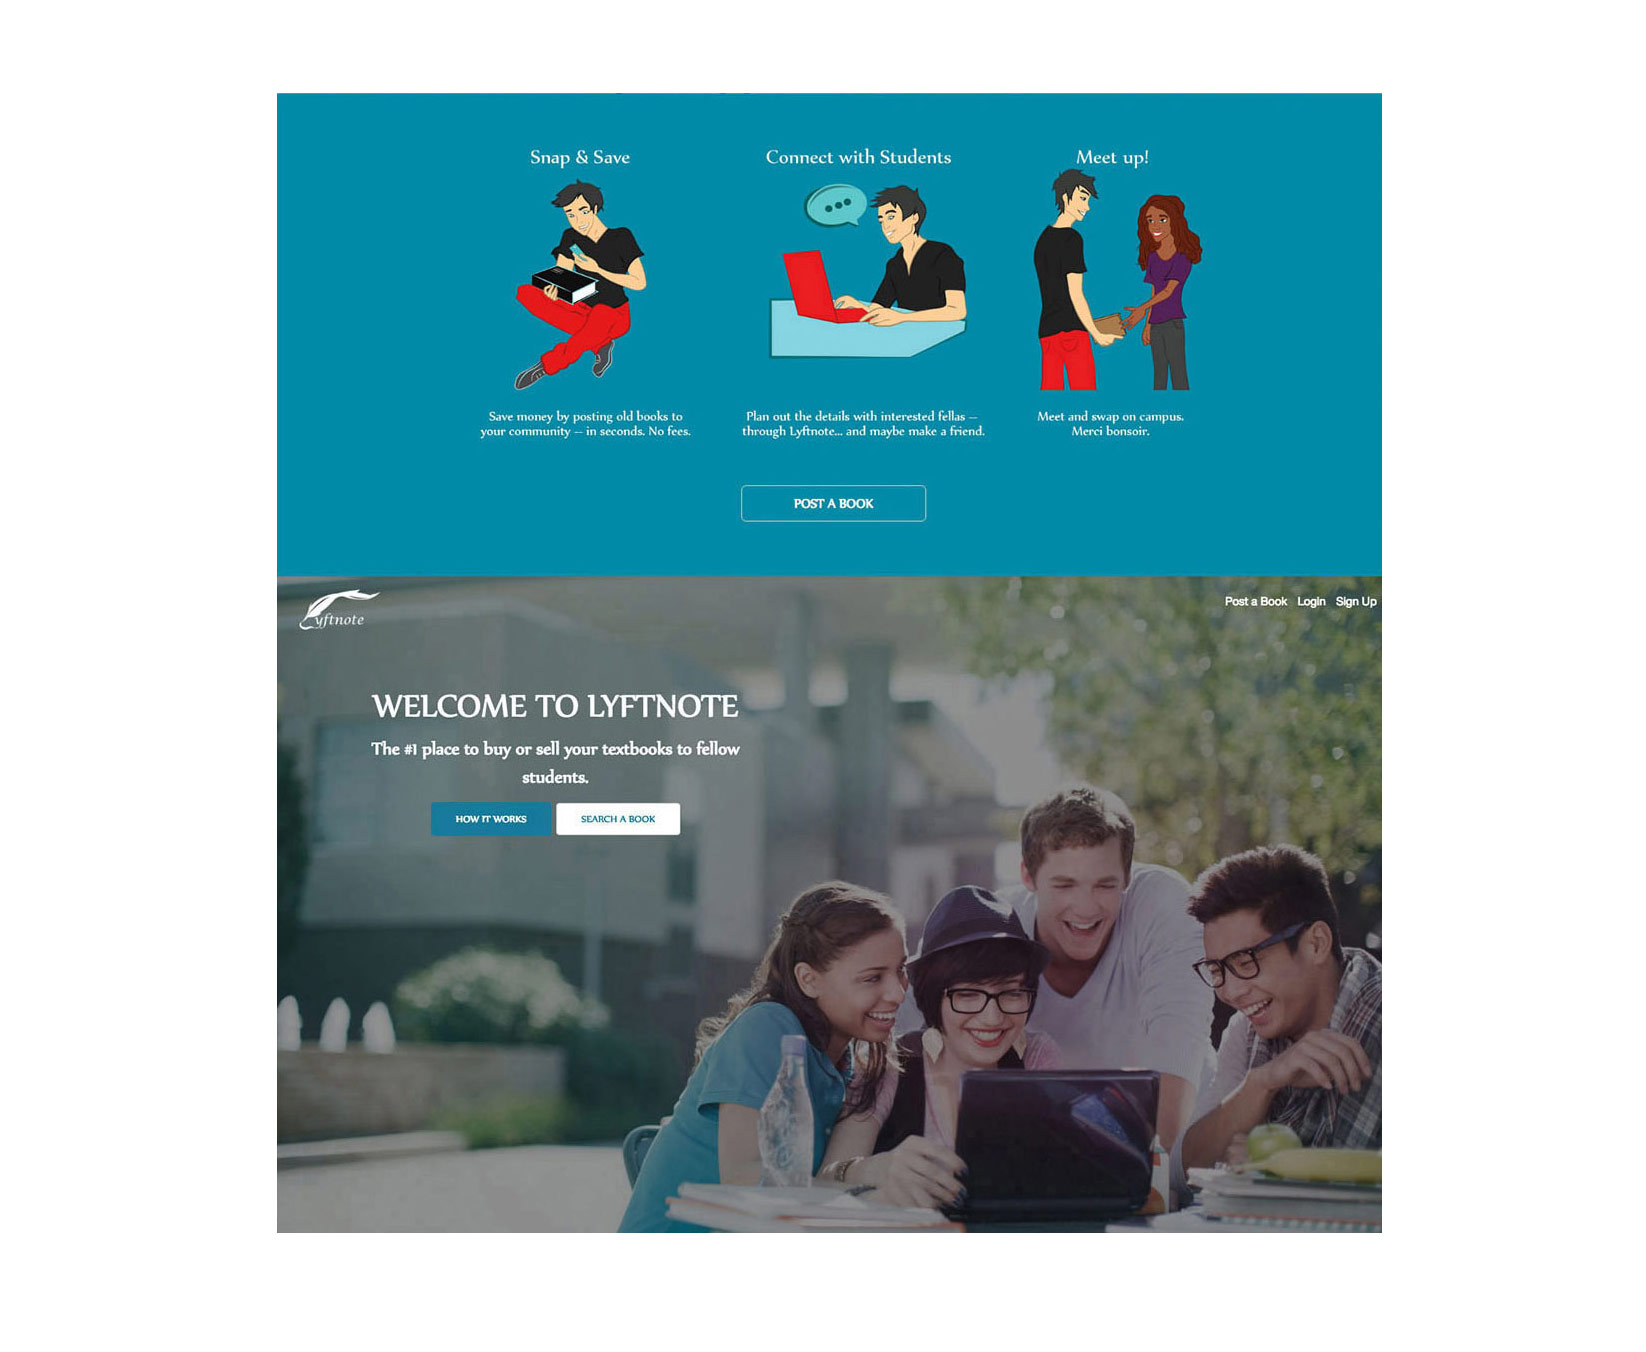 Snap & Save
Connect with Students
Meet up!
Save money by posting old books to
your community – in seconds. No fees.
Plan out the details with interested fellas –
through Lyftnote... and maybe make a friend.
Meet and swap on campus.
Merci bonsoir.
POST A BOOK
Lyftnote
Post a Book Login Sign Up
WELCOME TO LYFTNOTE
The #1 place to buy or sell your textbooks to fellow
students.
HOW IT WORKS
SEARCH A BOOK